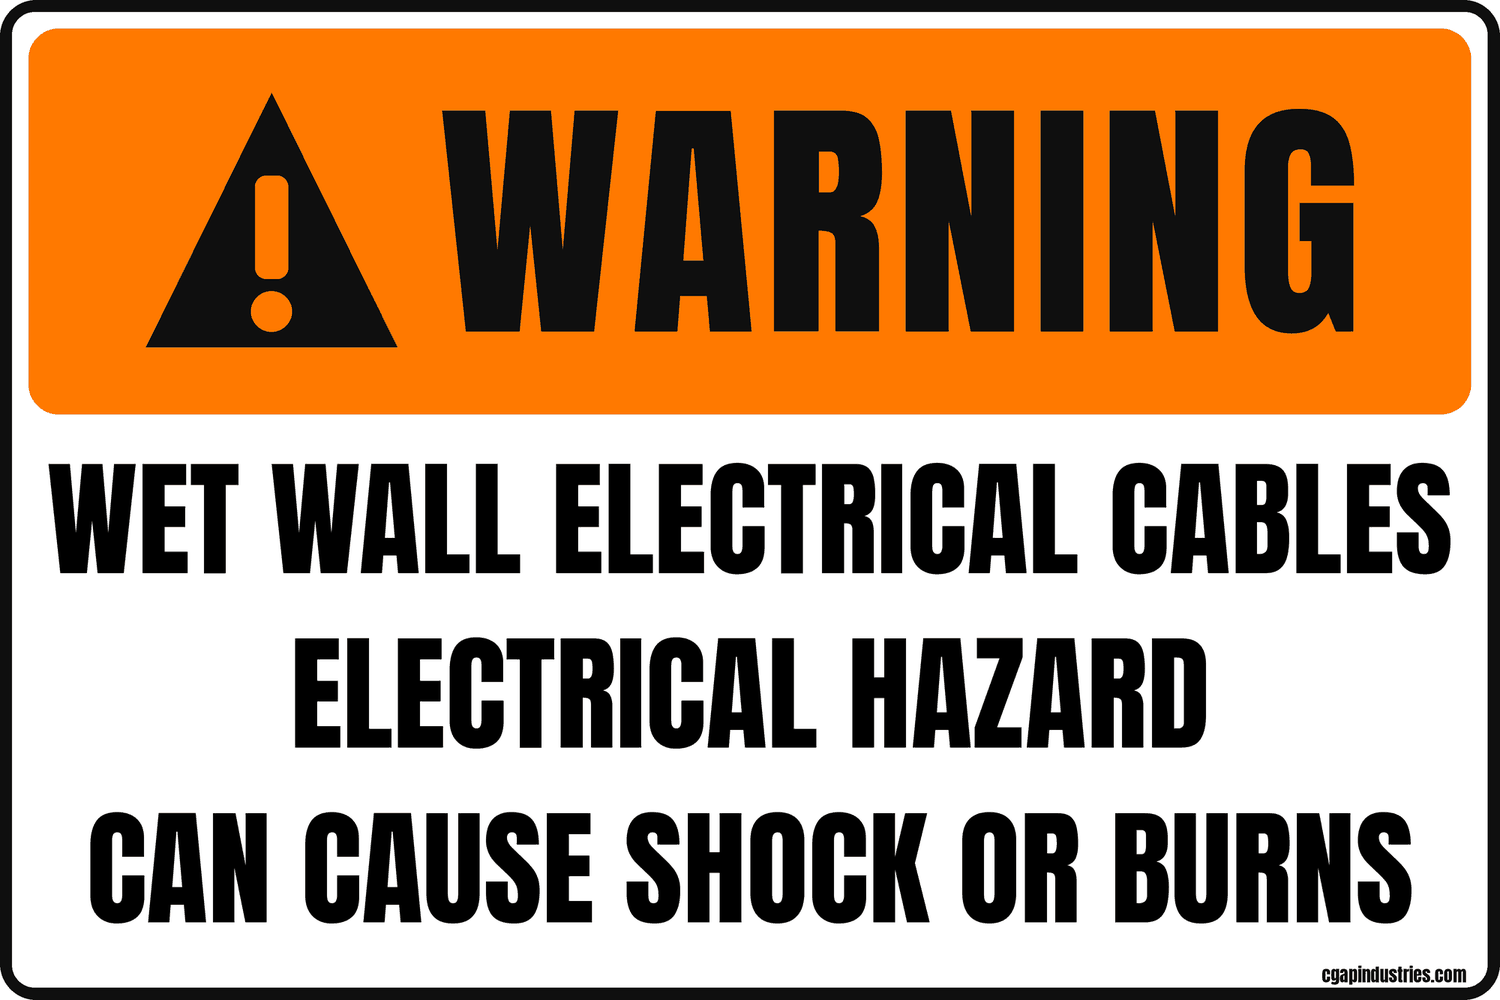 WARNING
WET WALL ELECTRICAL CABLES
ELECTRICAL HAZARD
CAN CAUSE SHOCK OR BURNS
cgapindustries.com